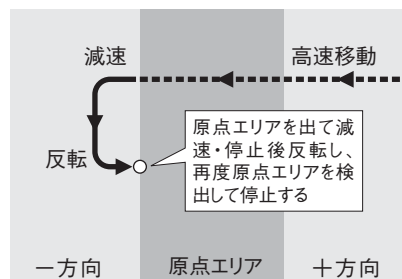 減速
高速移動
原点エリアを出て減
速・停止後反転し、
再度原点エリアを検
出して停止する
反転
－方向
原点エリア
＋方向